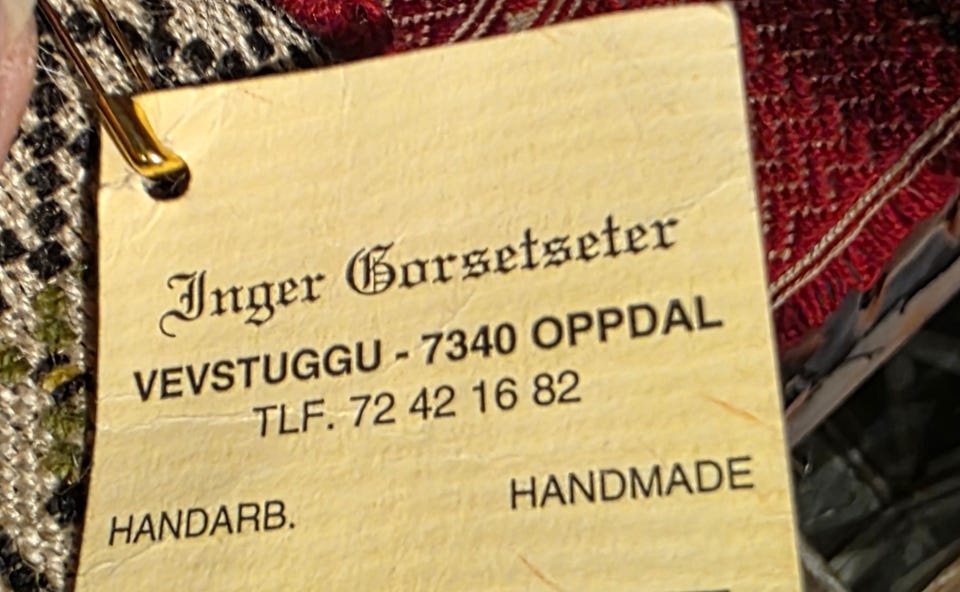 Inger Gorsetseter
VEVSTUGGU - 7340 OPPDAL
TLF. 72 42 16 82
HANDARB. HANDMADE